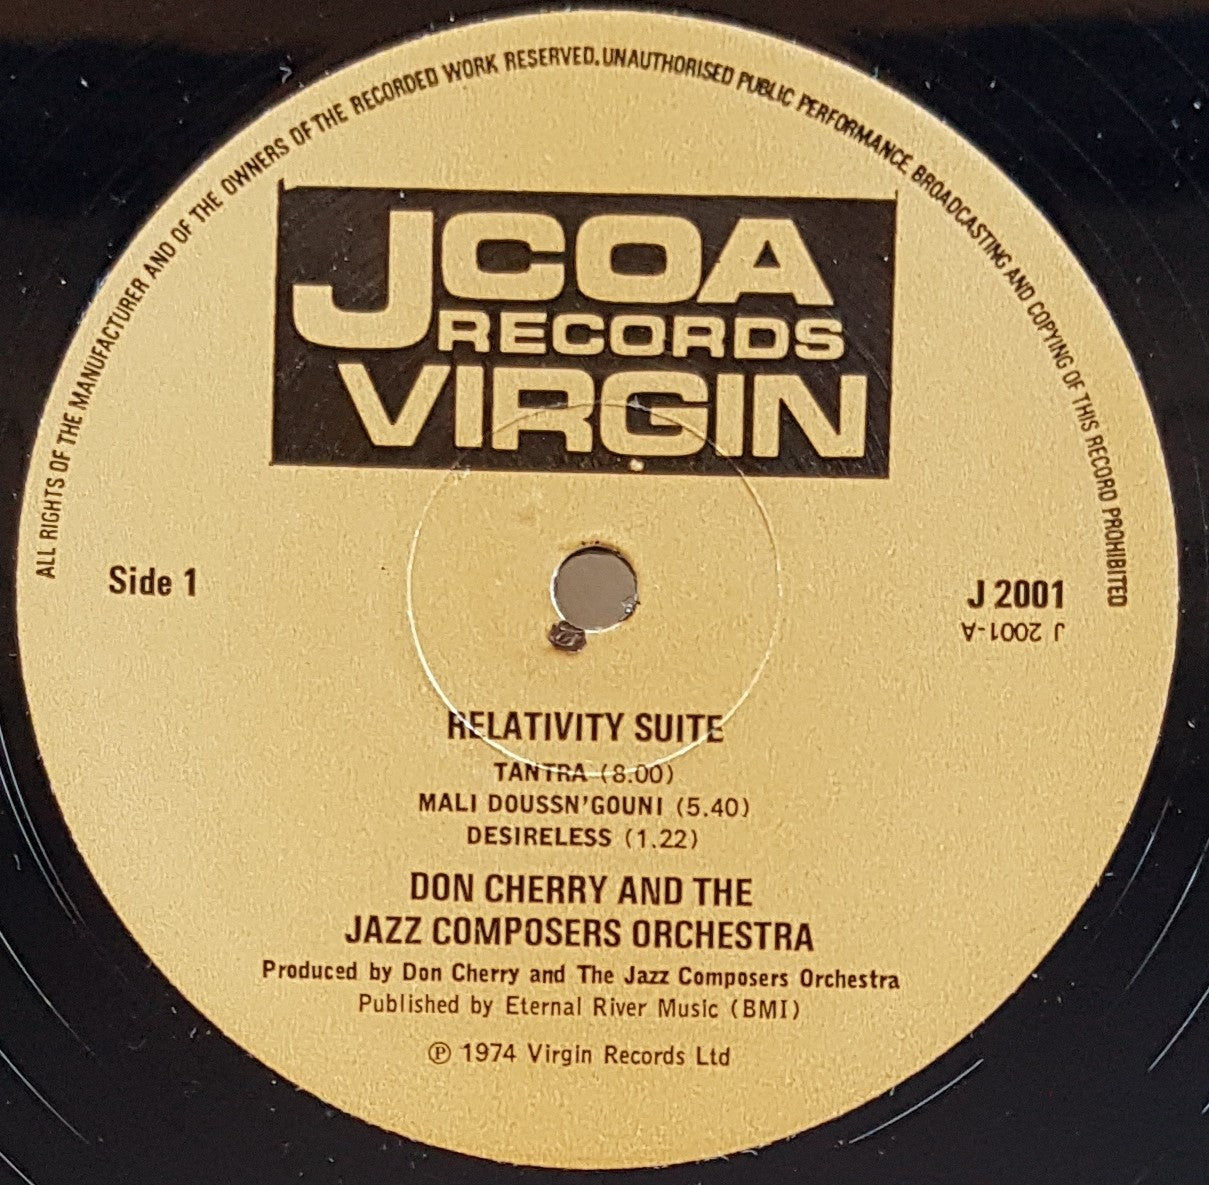 ALL RIGHTS OF THE MANUFACTURER AND OF THE OWNERS OF THE RECORDED WORK RESERVED. UNAUTHORISED PUBLIC PERFORMANCE BROADCASTING AND COPYING OF THIS RECORD PROHIBITED
JCOA
RECORDS
VIRGIN
Side 1
J 2001
J 2001-A
RELATIVITY SUITE
TANTRA (8.00)
MALI DOUSSN'GOUNI (5.40)
DESIRELESS (1.22)
DON CHERRY AND THE
JAZZ COMPOSERS ORCHESTRA
Produced by Don Cherry and The Jazz Composers Orchestra
Published by Eternal River Music (BMI)
℗ 1974 Virgin Records Ltd